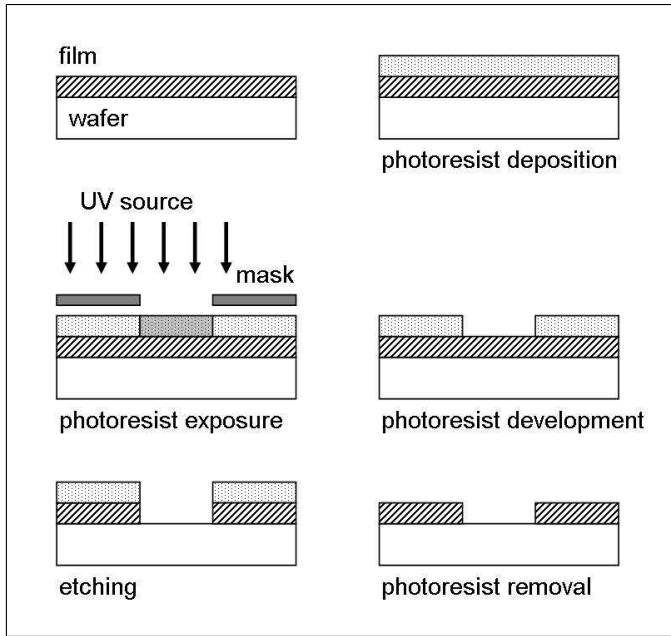 film
wafer
photoresist deposition
UV source
mask
photoresist exposure
photoresist development
etching
photoresist removal